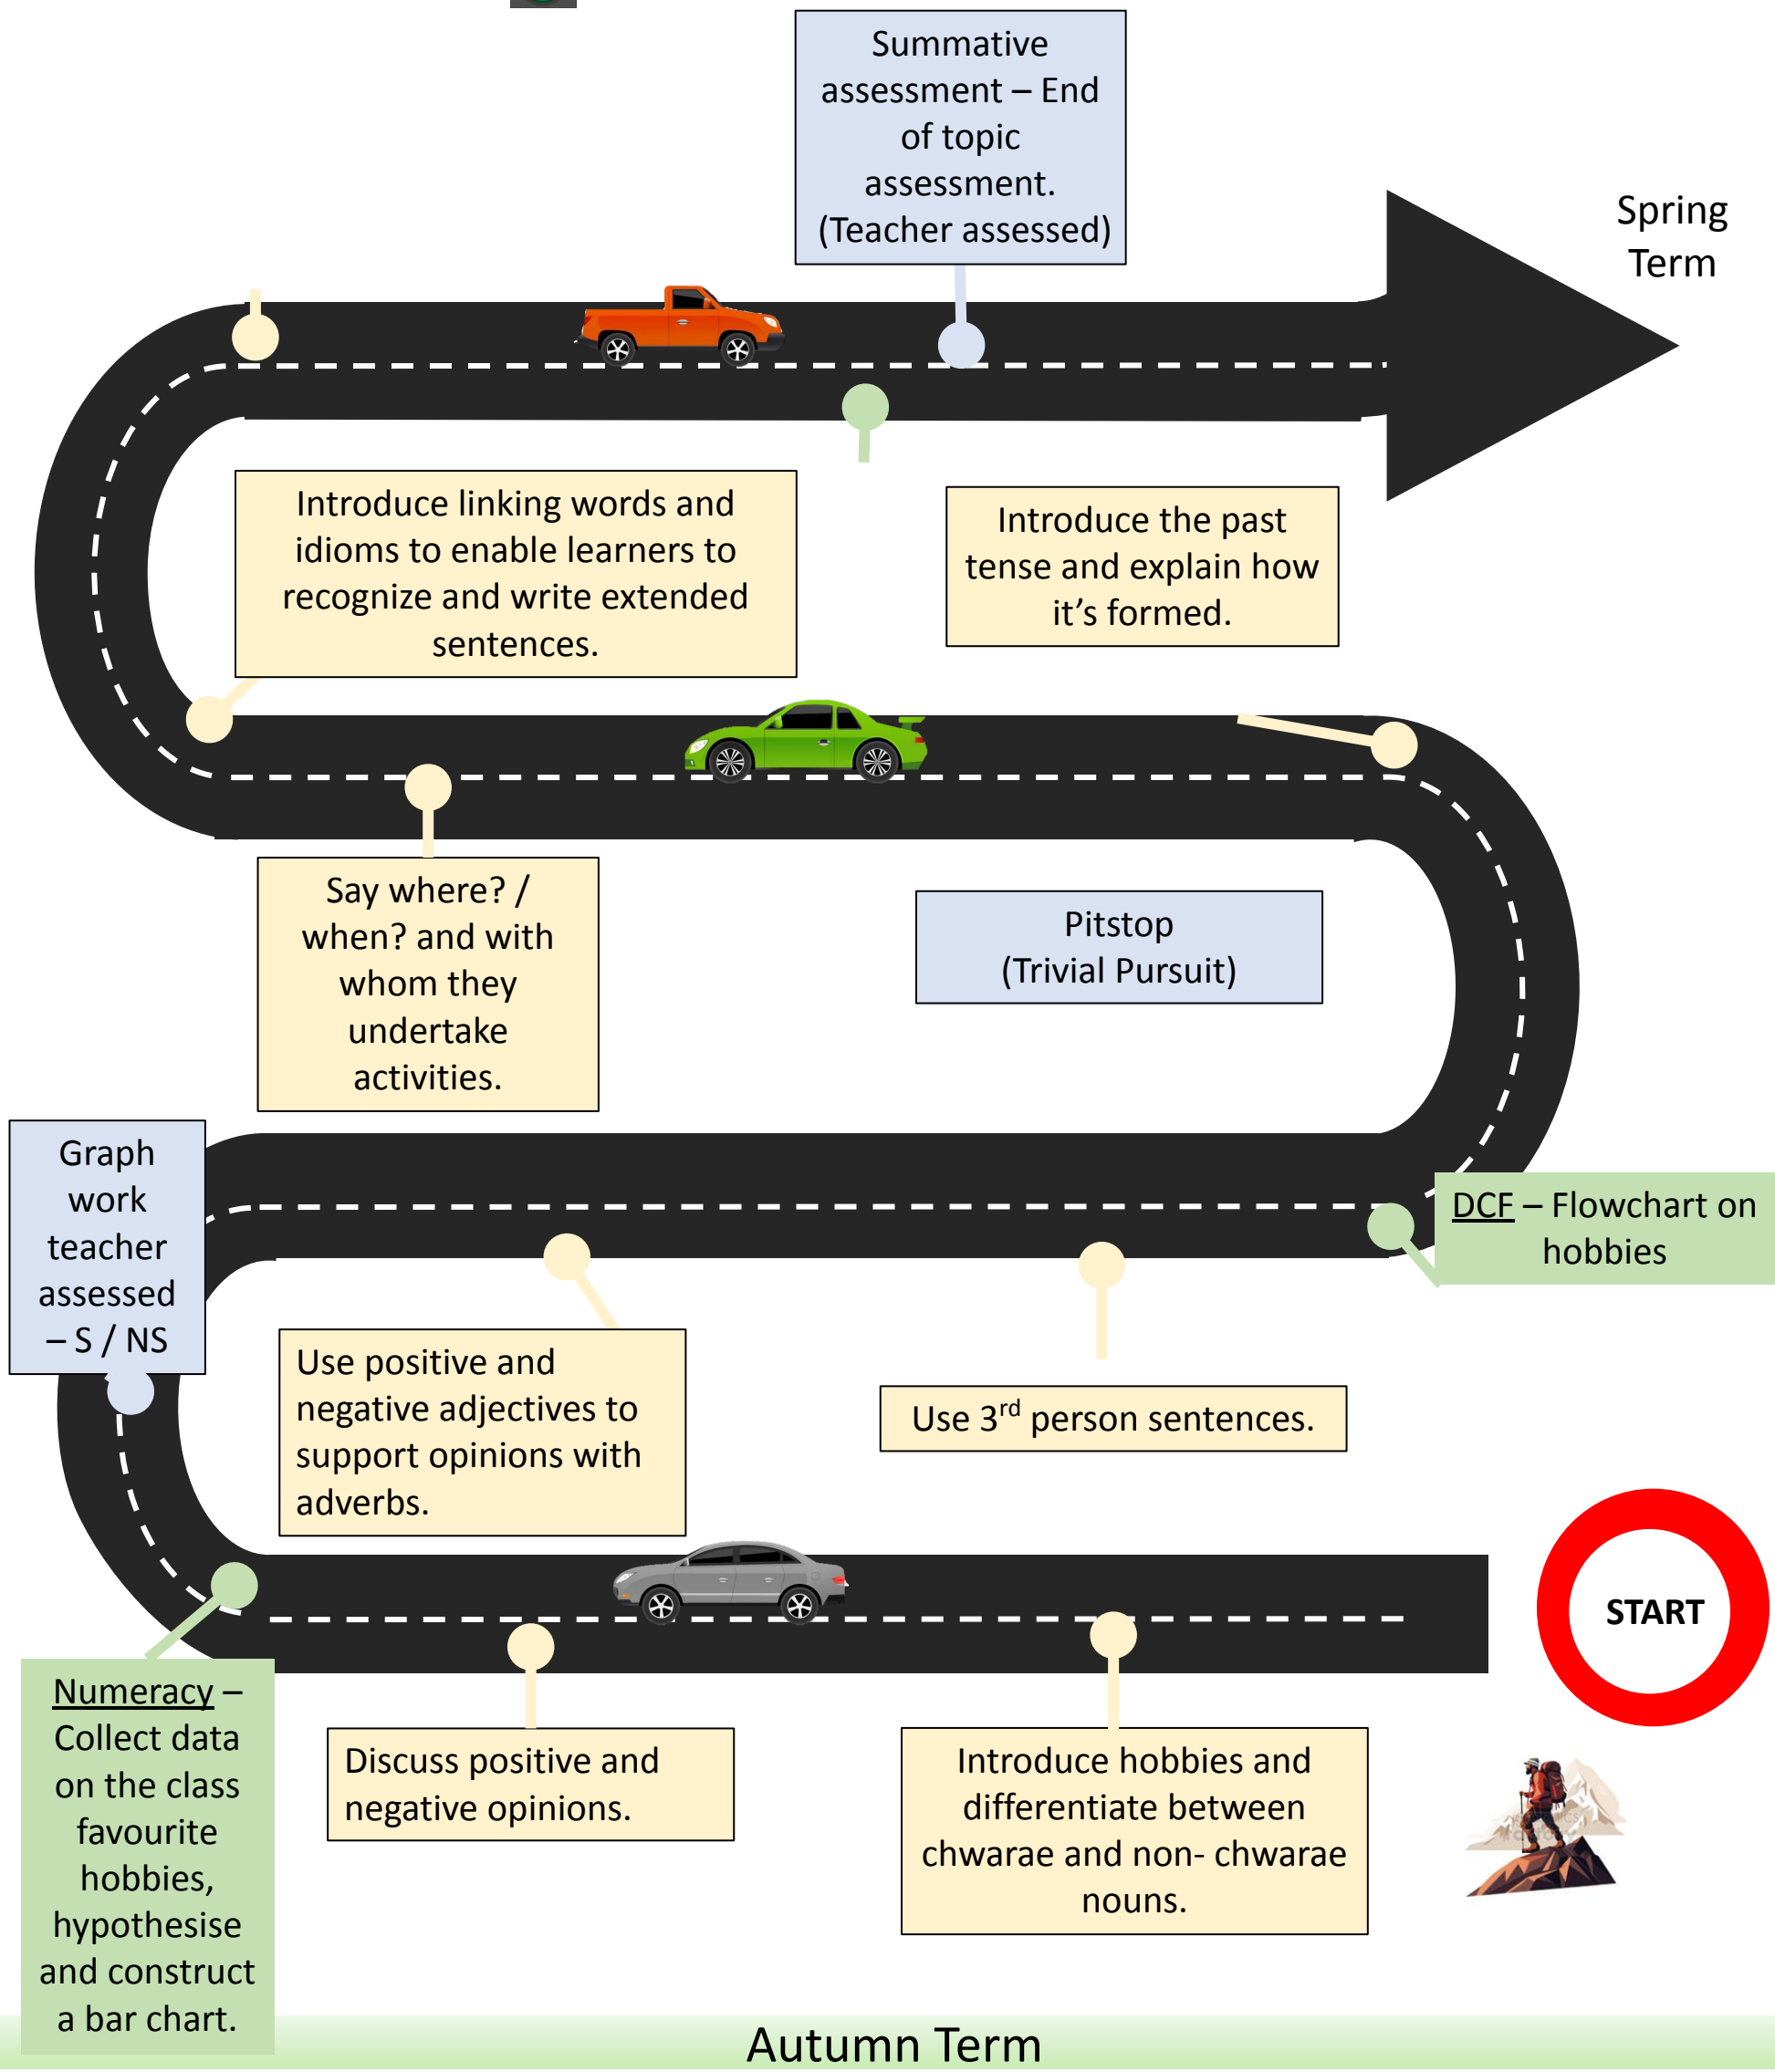 Summative
assessment – End
of topic
assessment.
(Teacher assessed)
Spring
Term
Introduce linking words and
idioms to enable learners to
recognize and write extended
sentences.
Introduce the past
tense and explain how
it’s formed.
Say where? /
when? and with
whom they
undertake
activities.
Pitstop
(Trivial Pursuit)
Graph
work
teacher
assessed
– S / NS
DCF – Flowchart on
hobbies
Use positive and
negative adjectives to
support opinions with
adverbs.
Use 3rd person sentences.
START
Numeracy –
Collect data
on the class
favourite
hobbies,
hypothesise
and construct
a bar chart.
Discuss positive and
negative opinions.
Introduce hobbies and
differentiate between
chwarae and non- chwarae
nouns.
Autumn Term